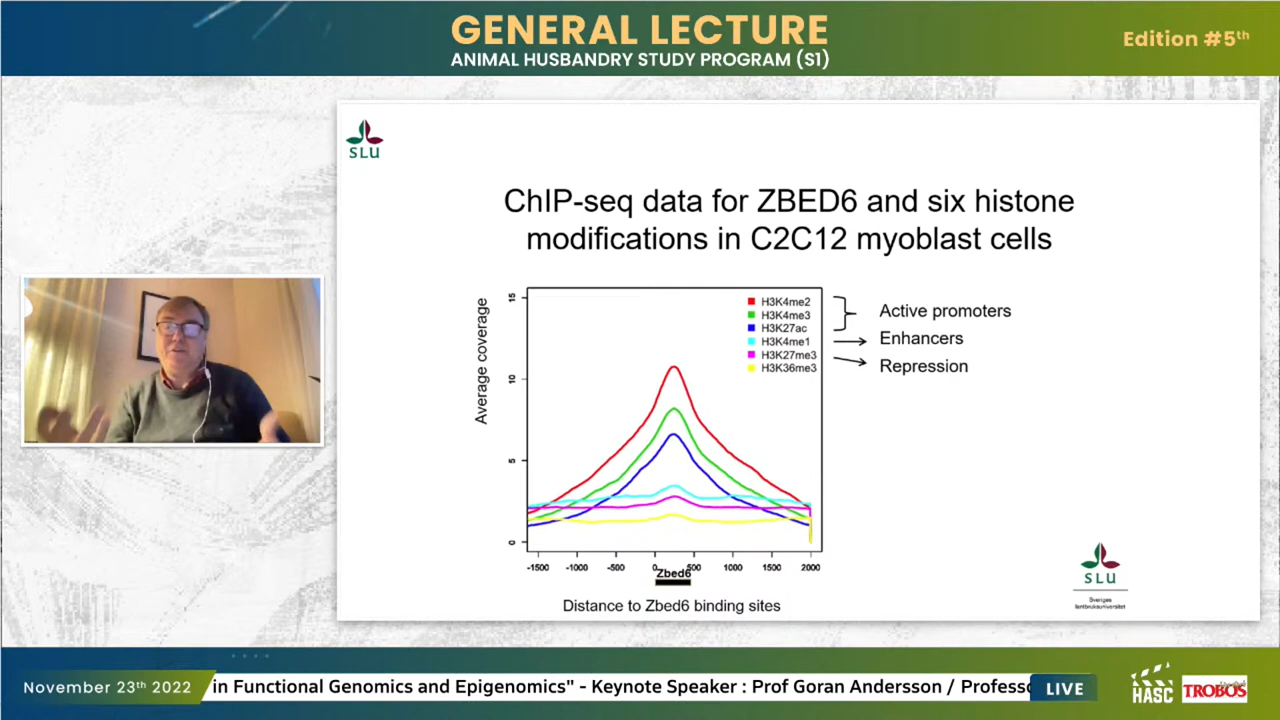 GENERAL LECTURE
ANIMAL HUSBANDRY STUDY PROGRAM (S1)
Edition #5th
SLU
ChIP-seq data for ZBED6 and six histone
modifications in C2C12 myoblast cells
Average coverage
15
10
5
0
H3K4me2
H3K4me3
H3K27ac
H3K4me1
H3K27me3
H3K36me3
Active promoters
Enhancers
Repression
-1500 -1000 -500 0 500 1000 1500 2000
Zbed6
Distance to Zbed6 binding sites
SLU
Sveriges
lantbruksuniversitet
November 23th 2022
in Functional Genomics and Epigenomics" - Keynote Speaker : Prof Goran Andersson / Professo
LIVE
HASC
TROBOS